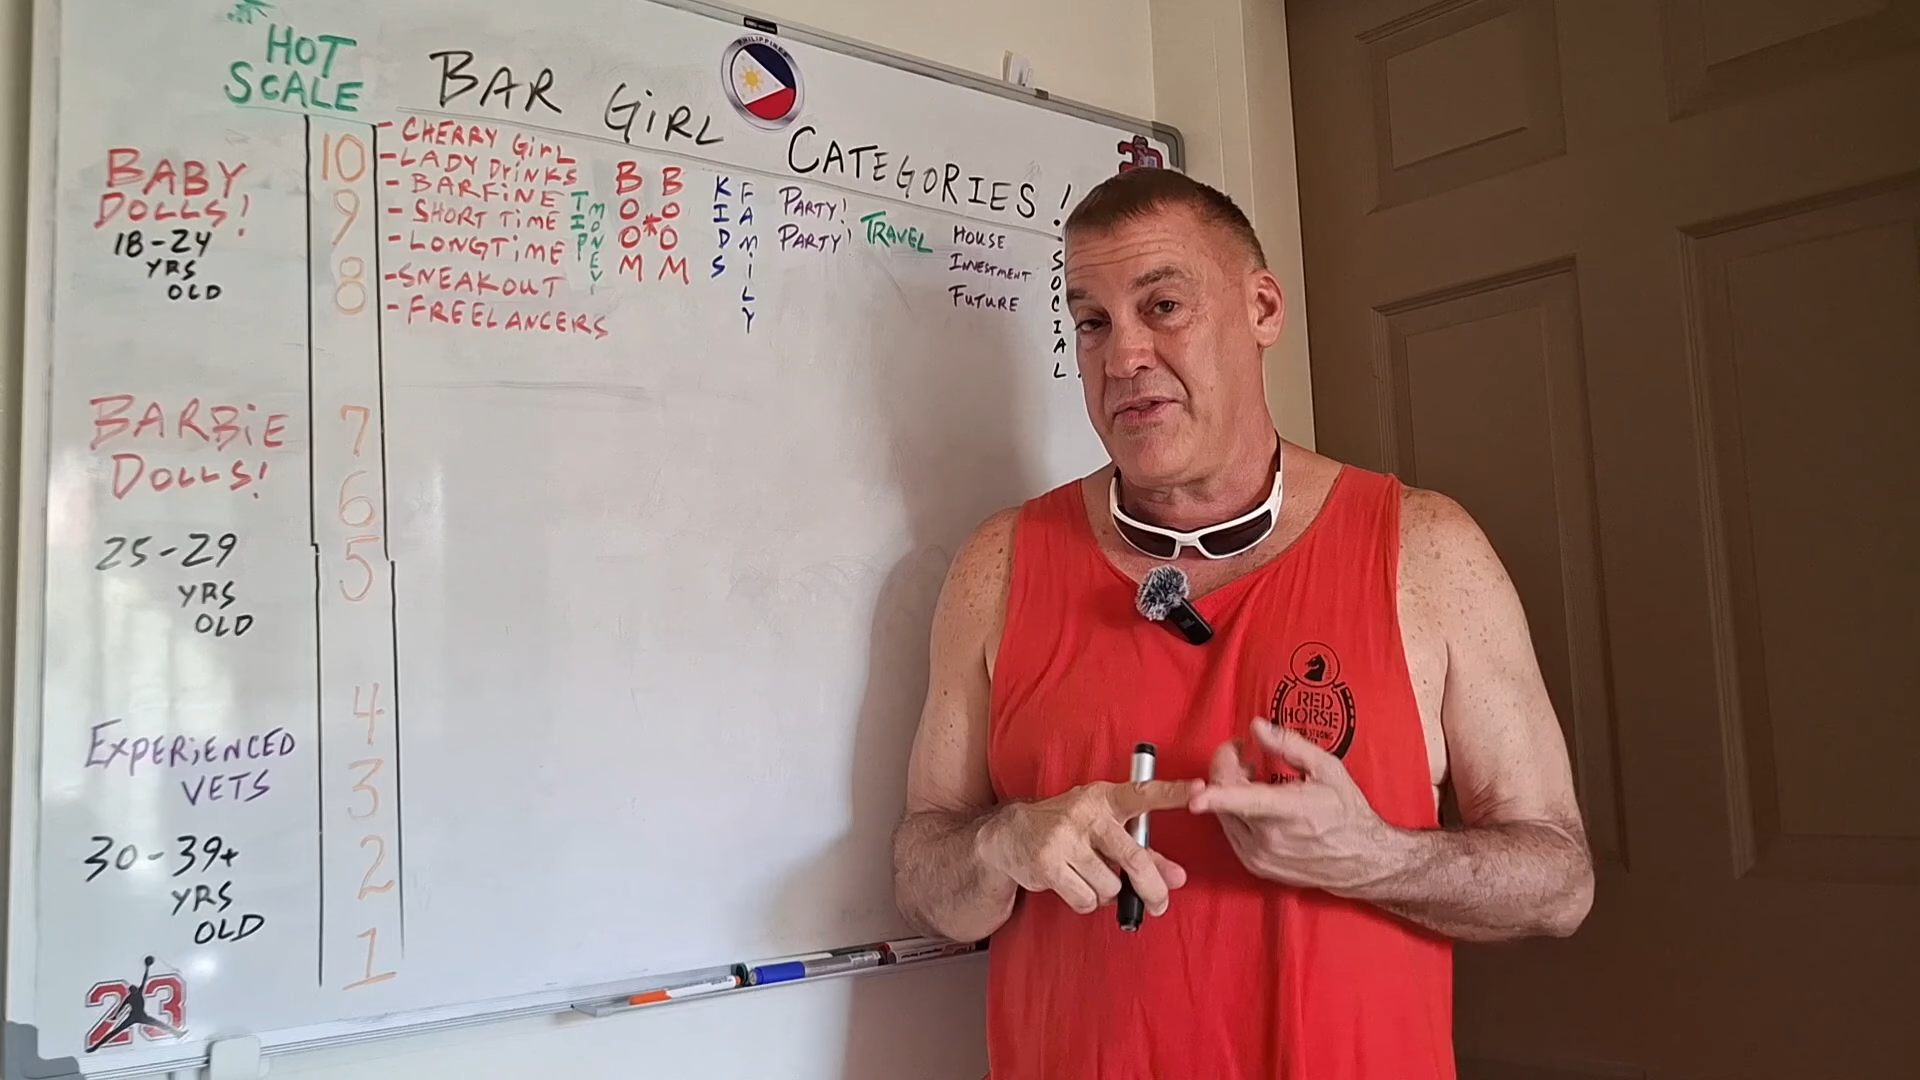 HOT
SCALE
BAR GIRL
CATEGORIES!
PHILIPPINES
BABY
DOLLS!
18-24
YRS
OLD
BARBIE
DOLLS!
25-29
YRS
OLD
EXPERIENCED
VETS
30-39+
YRS
OLD
23
10
9
8
7
6
5
4
3
2
1
- CHERRY GIRL
- LADY DRINKS
- BARFINE
- SHORT TIME
- LONGTIME
- SNEAKOUT
- FREELANCERS
TIP
MONEY
BOOM
*
BOOM
KIDS
FAMILY
PARTY!
PARTY!
TRAVEL
HOUSE
INVESTMENT
FUTURE
SOCIAL
RED
HORSE
STRONG